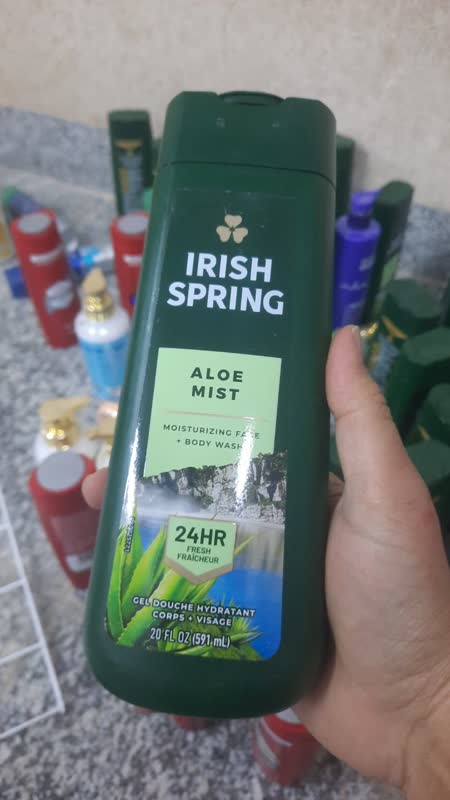 IRISH
SPRING
ALOE
MIST
MOISTURIZING FACE
+ BODY WASH
24HR
FRESH
FRAÎCHEUR
GEL DOUCHE HYDRATANT
CORPS + VISAGE
20 FL OZ (591 mL)